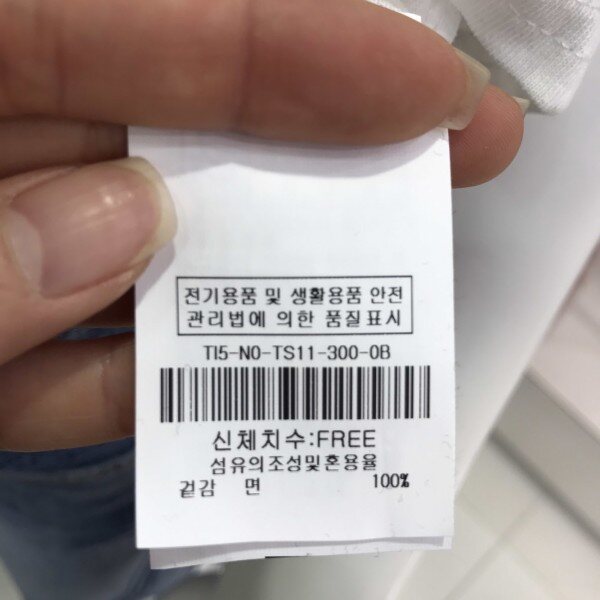 전기용품 및 생활용품 안전
관리법에 의한 품질표시
TI5-N0-TS11-300-0B
신체치수:FREE
섬유의조성및혼용율
겉감 면 100%